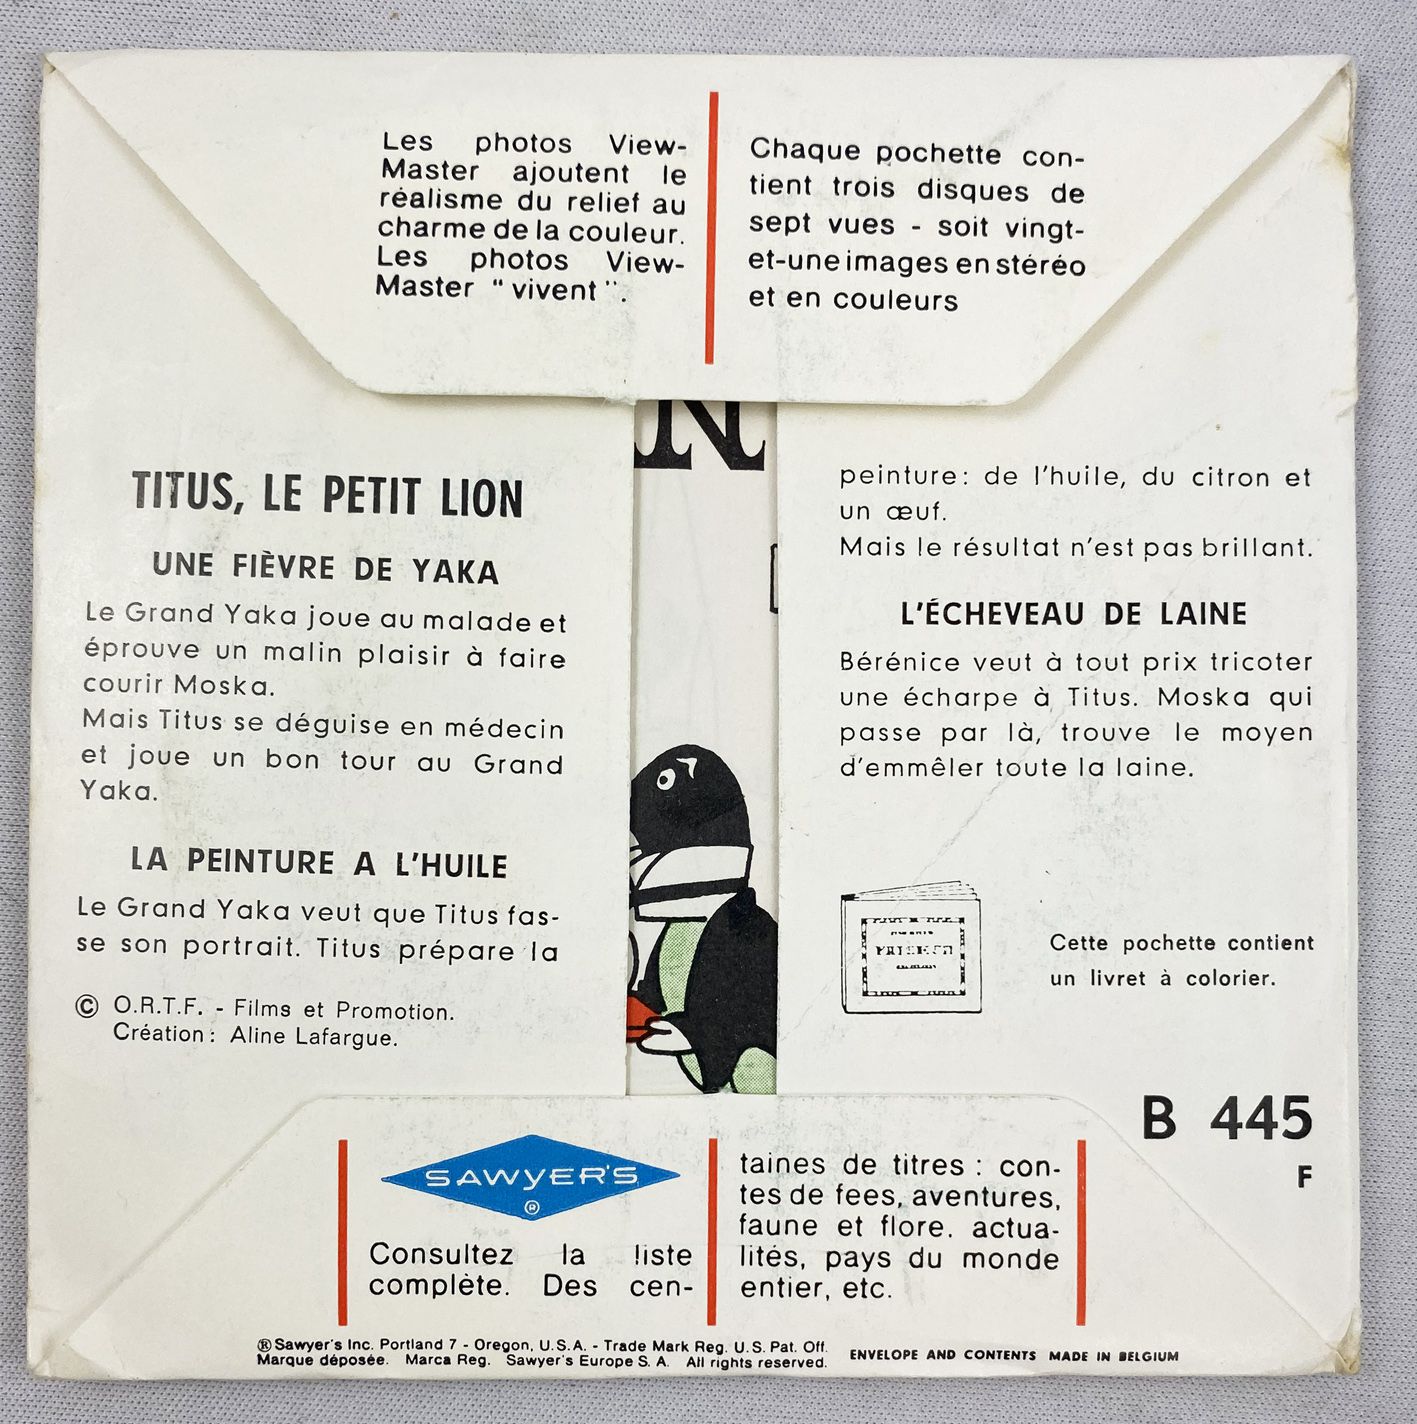 Les photos View-
Master ajoutent le
réalisme du relief au
charme de la couleur.
Les photos View-
Master “ vivent ”.
Chaque pochette con-
tient trois disques de
sept vues - soit vingt-
et-une images en stéréo
et en couleurs
N
TITUS, LE PETIT LION
UNE FIÈVRE DE YAKA
Le Grand Yaka joue au malade et
éprouve un malin plaisir à faire
courir Moska.
Mais Titus se déguise en médecin
et joue un bon tour au Grand
Yaka.
LA PEINTURE A L'HUILE
Le Grand Yaka veut que Titus fas-
se son portrait. Titus prépare la
peinture: de l'huile, du citron et
un œuf.
Mais le résultat n'est pas brillant.
L'ÉCHEVEAU DE LAINE
Bérénice veut à tout prix tricoter
une écharpe à Titus. Moska qui
passe par là, trouve le moyen
d'emmêler toute la laine.
© O.R.T.F. - Films et Promotion.
Création : Aline Lafargue.
Cette pochette contient
un livret à colorier.
B 445
F
SAWYER'S
®
Consultez la liste
complète. Des cen-
taines de titres : con-
tes de fees, aventures,
faune et flore. actua-
lités, pays du monde
entier, etc.
® Sawyer's Inc. Portland 7 - Oregon, U.S.A. - Trade Mark Reg. U.S. Pat. Off.
Marque déposée. Marca Reg. Sawyer's Europe S. A. All rights reserved.
ENVELOPE AND CONTENTS MADE IN BELGIUM